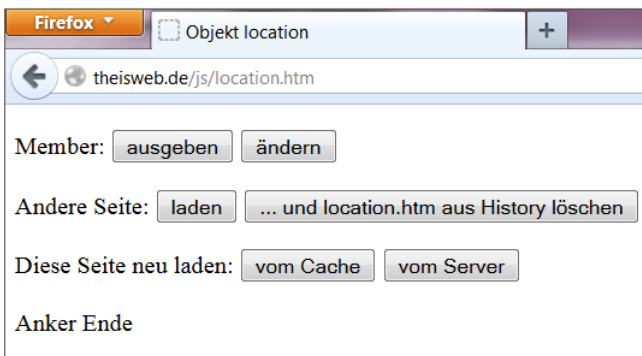 Firefox
Objekt location +
theisweb.de/js/location.htm
Member: ausgeben ändern
Andere Seite: laden ... und location.htm aus History löschen
Diese Seite neu laden: vom Cache vom Server
Anker Ende